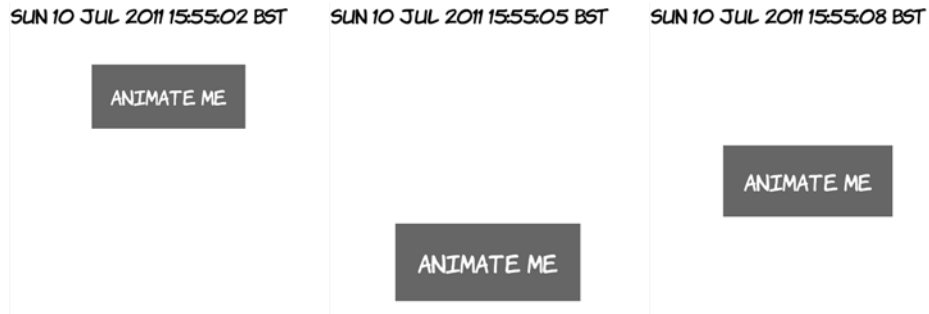 SUN 10 JUL 2011 15:55:02 BST
ANIMATE ME
SUN 10 JUL 2011 15:55:05 BST
ANIMATE ME
SUN 10 JUL 2011 15:55:08 BST
ANIMATE ME